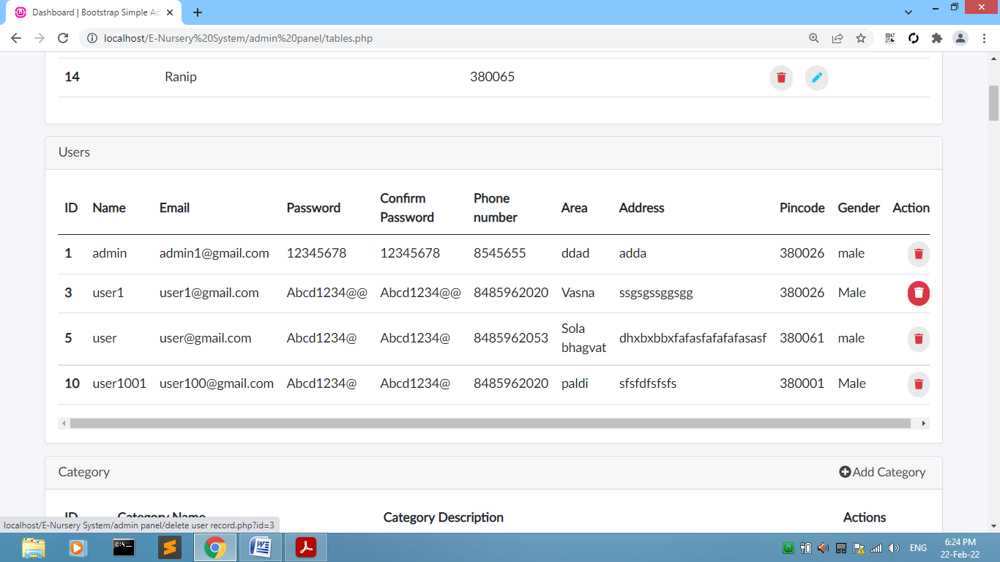 Dashboard | Bootstrap Simple Ad
localhost/E-Nursery%20System/admin%20panel/tables.php
14 Ranip 380065
Users
ID Name Email Password Confirm Password Phone number Area Address Pincode Gender Action
1 admin admin1@gmail.com 12345678 12345678 8545655 ddad adda 380026 male
3 user1 user1@gmail.com Abcd1234@@ Abcd1234@@ 8485962020 Vasna ssgsgssggsgg 380026 Male
5 user user@gmail.com Abcd1234@ Abcd1234@ 8485962053 Sola bhagvat dhxbxbbxfafasfafafafasasf 380061 male
10 user1001 user100@gmail.com Abcd1234@ Abcd1234@ 8485962020 paldi sfsfdfsfsfs 380001 Male
Category Add Category
ID Category Name Category Description Actions
localhost/E-Nursery System/admin panel/delete user record.php?id=3
ENG 6:24 PM
22-Feb-22